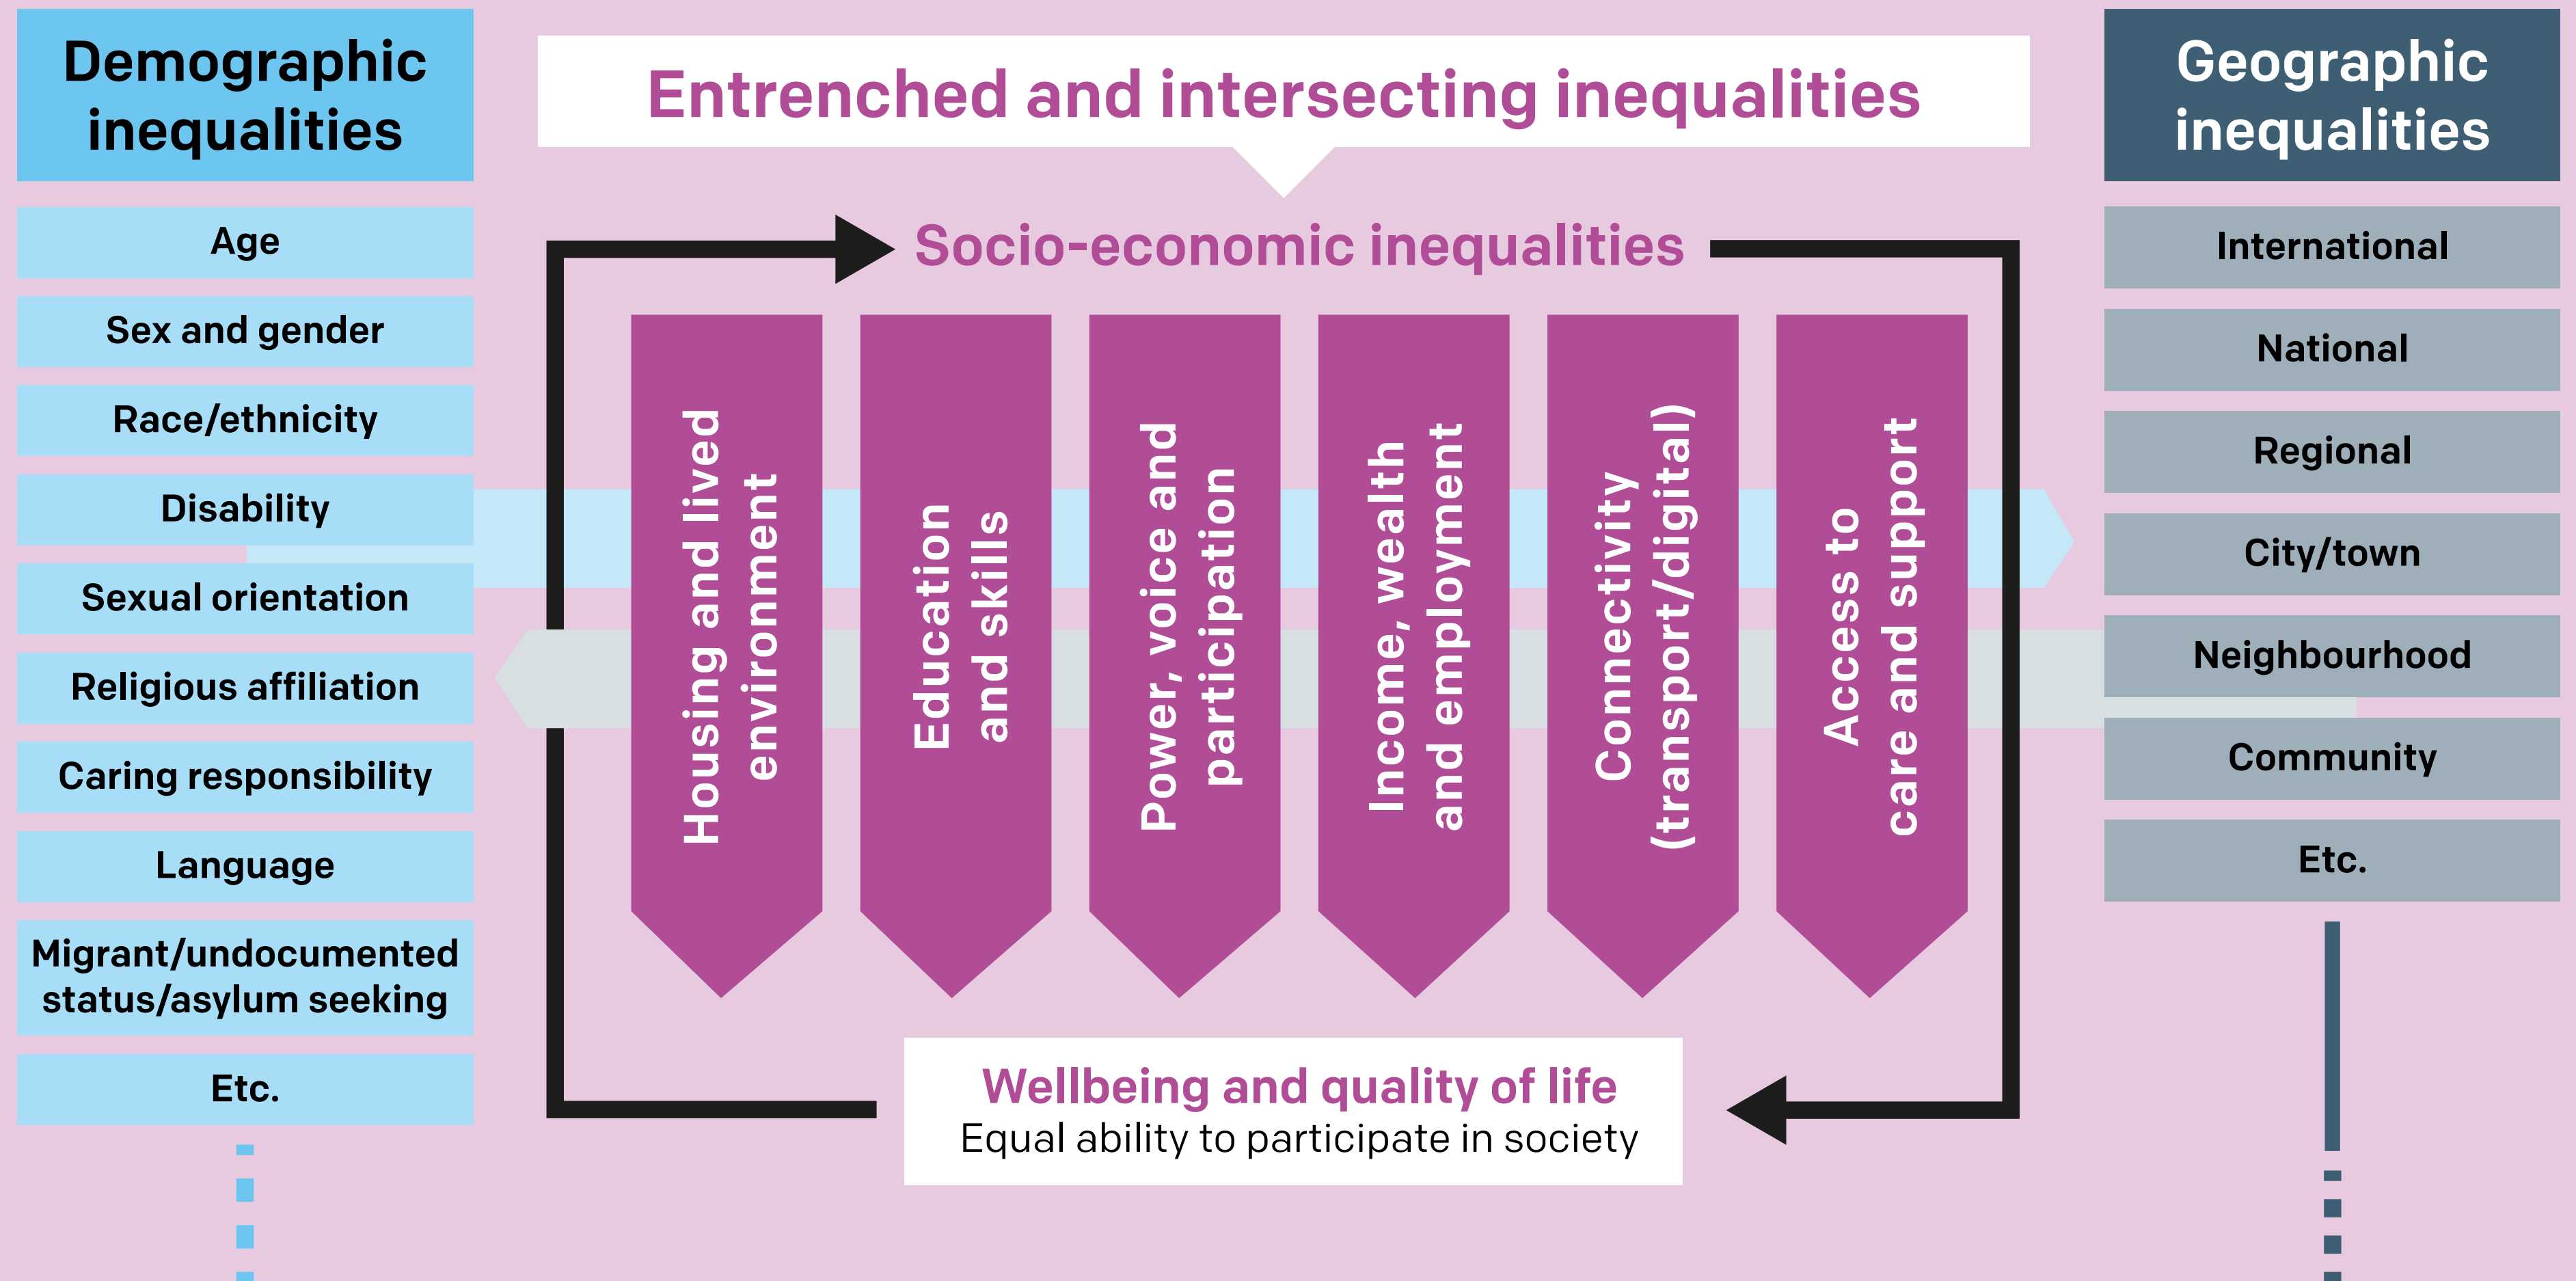 Demographic
inequalities
Age
Sex and gender
Race/ethnicity
Disability
Sexual orientation
Religious affiliation
Caring responsibility
Language
Migrant/undocumented
status/asylum seeking
Etc.
Entrenched and intersecting inequalities
Socio-economic inequalities
Housing and lived
environment
Education
and skills
Power, voice and
participation
Income, wealth
and employment
Connectivity
(transport/digital)
Access to
care and support
Wellbeing and quality of life
Equal ability to participate in society
Geographic
inequalities
International
National
Regional
City/town
Neighbourhood
Community
Etc.